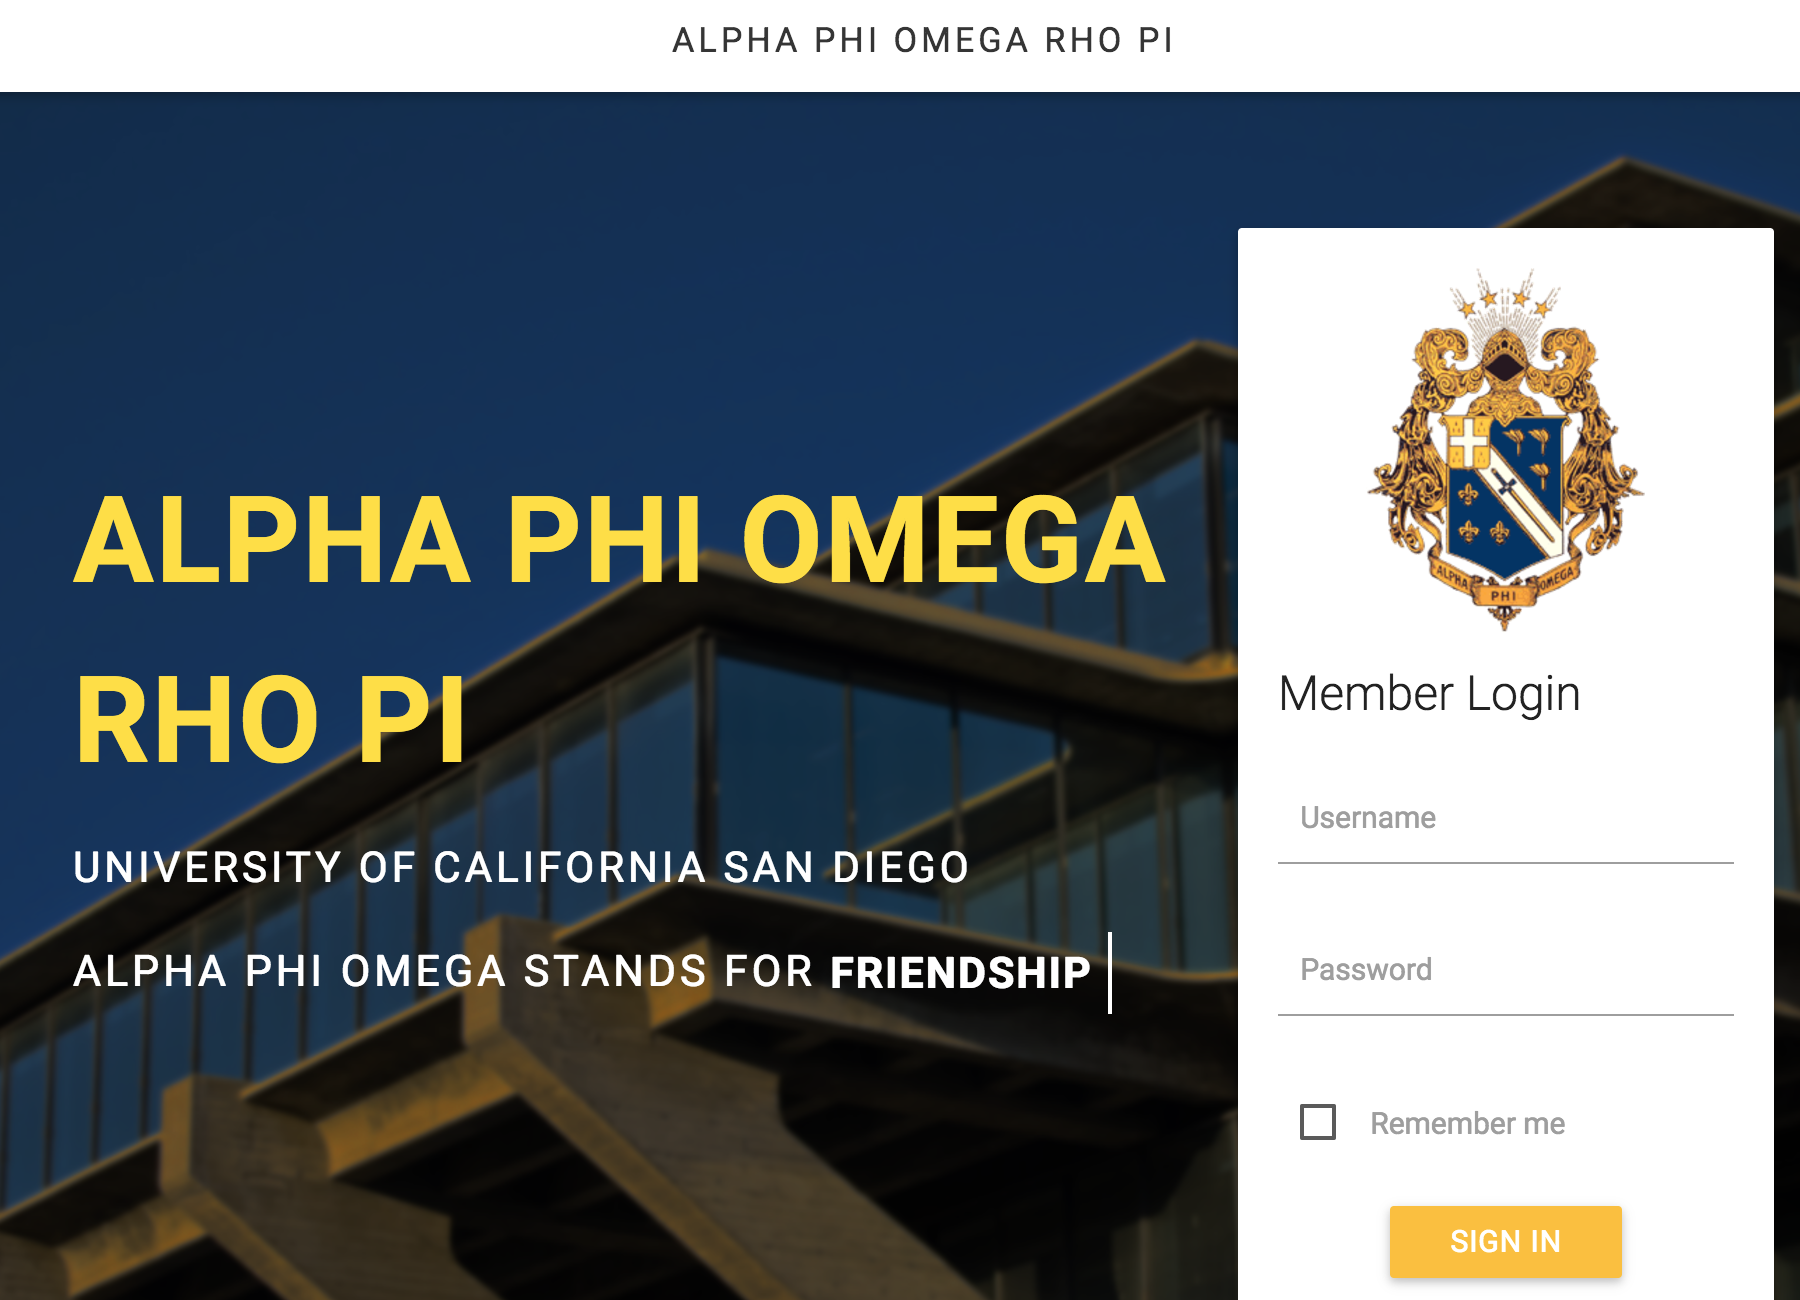 ALPHA PHI OMEGA RHO PI
ALPHA PHI OMEGA
RHO PI
UNIVERSITY OF CALIFORNIA SAN DIEGO
ALPHA PHI OMEGA STANDS FOR FRIENDSHIP
ALPHA PHI OMEGA
Member Login
Username
Password
Remember me
SIGN IN